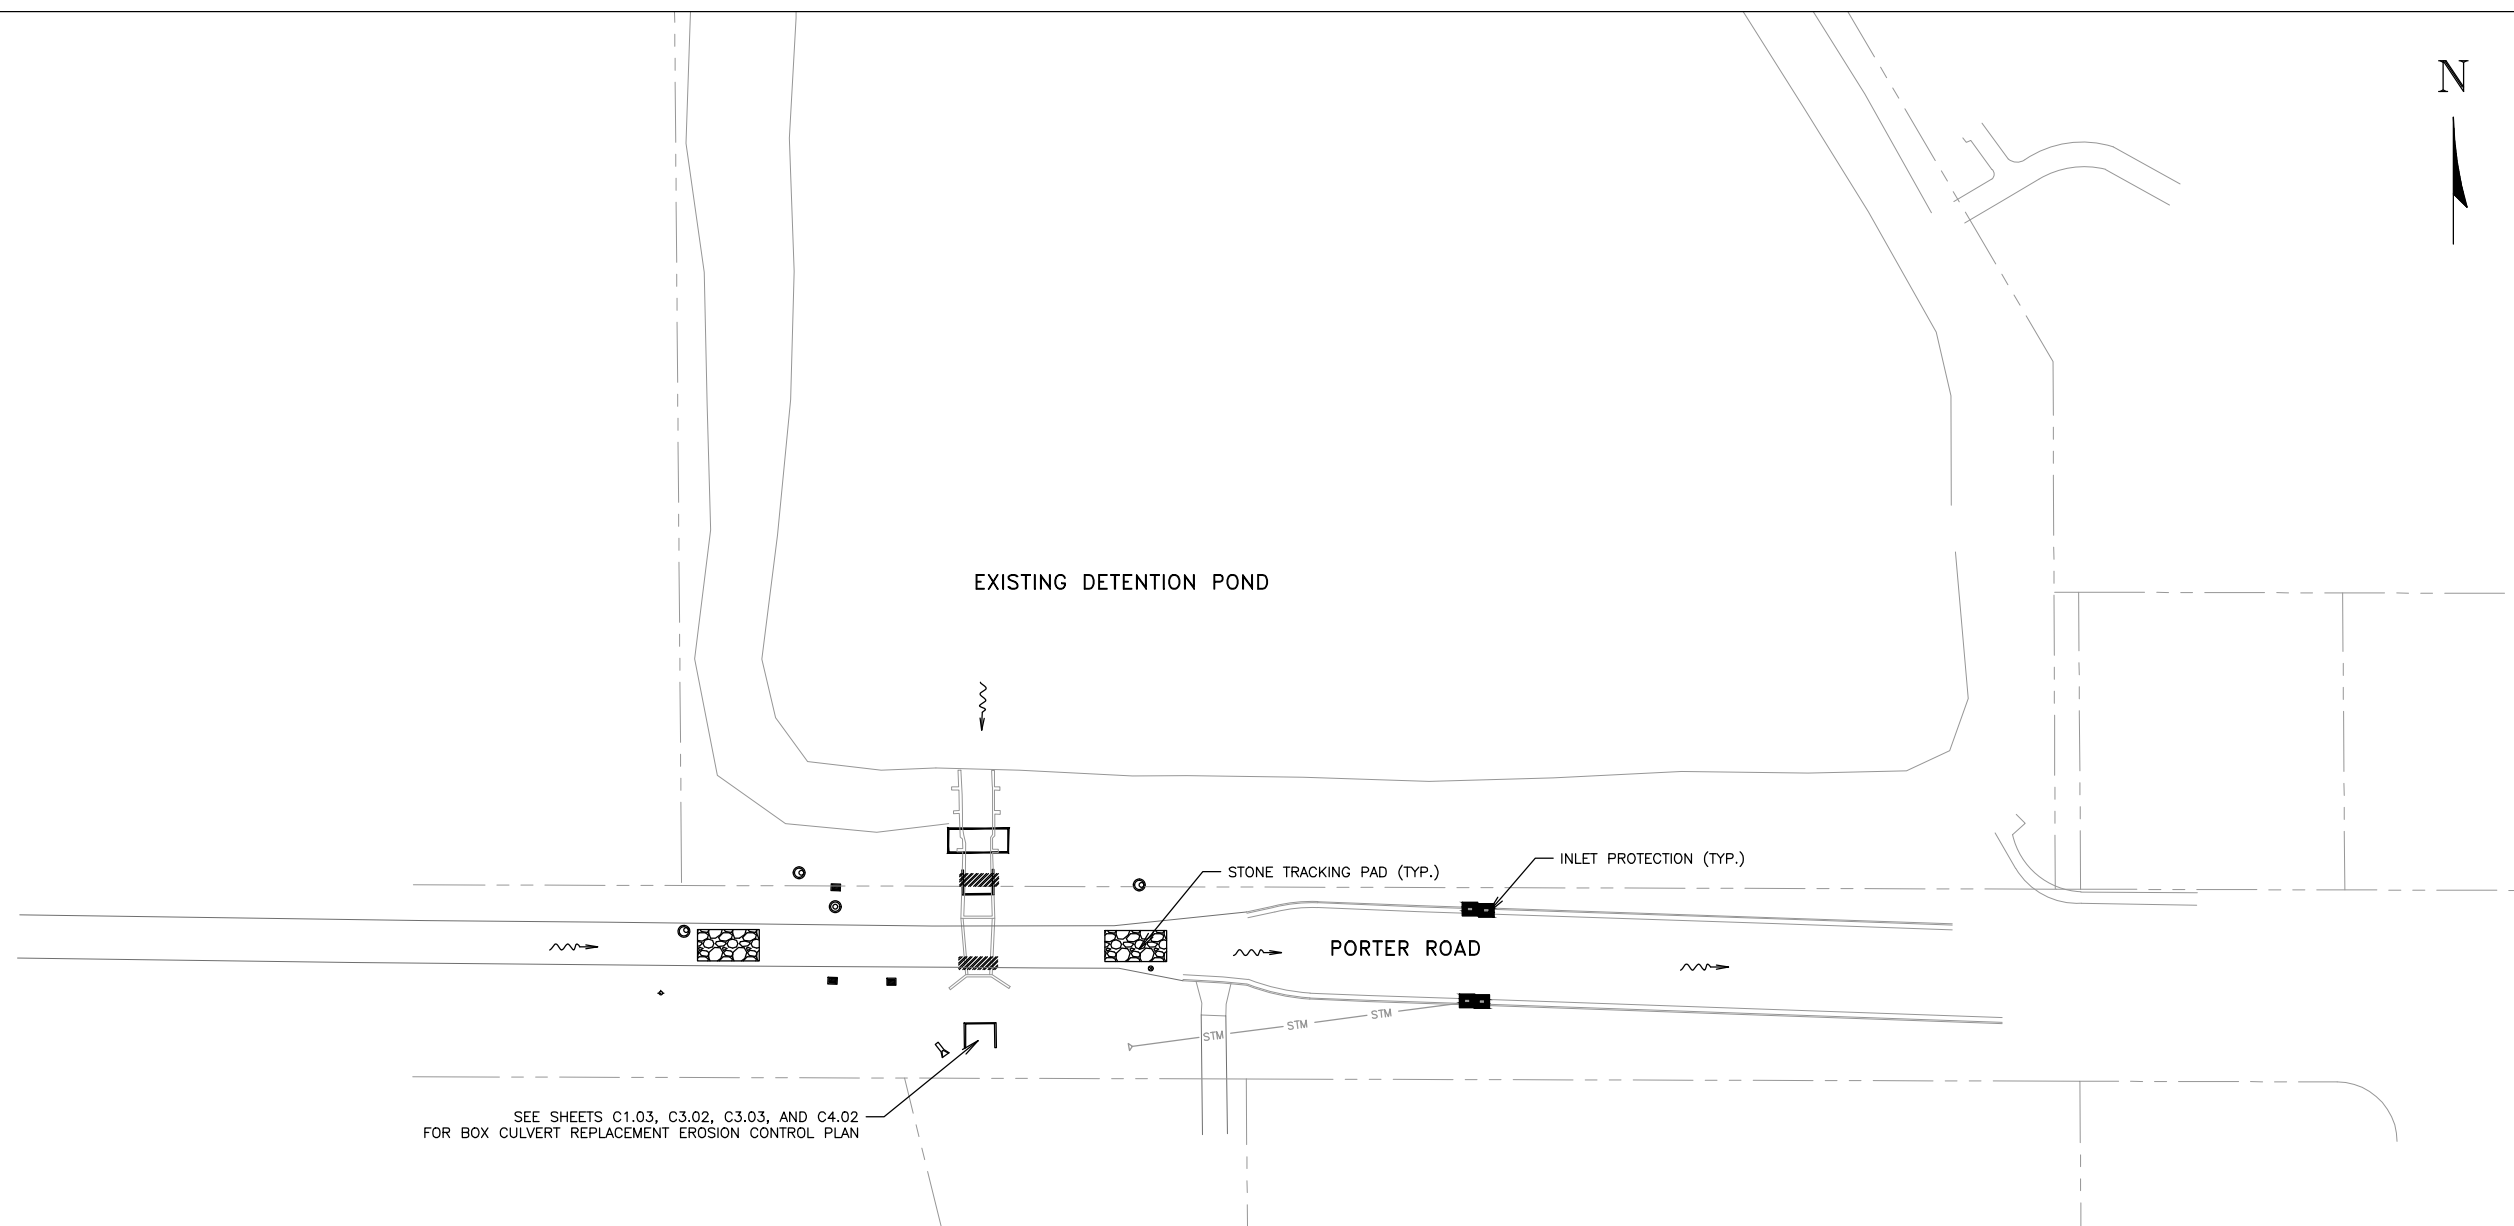 N
EXISTING DETENTION POND
INLET PROTECTION (TYP.)
STONE TRACKING PAD (TYP.)
PORTER ROAD
STM
STM
STM
SEE SHEETS C1.03, C3.02, C3.03, AND C4.02
FOR BOX CULVERT REPLACEMENT EROSION CONTROL PLAN